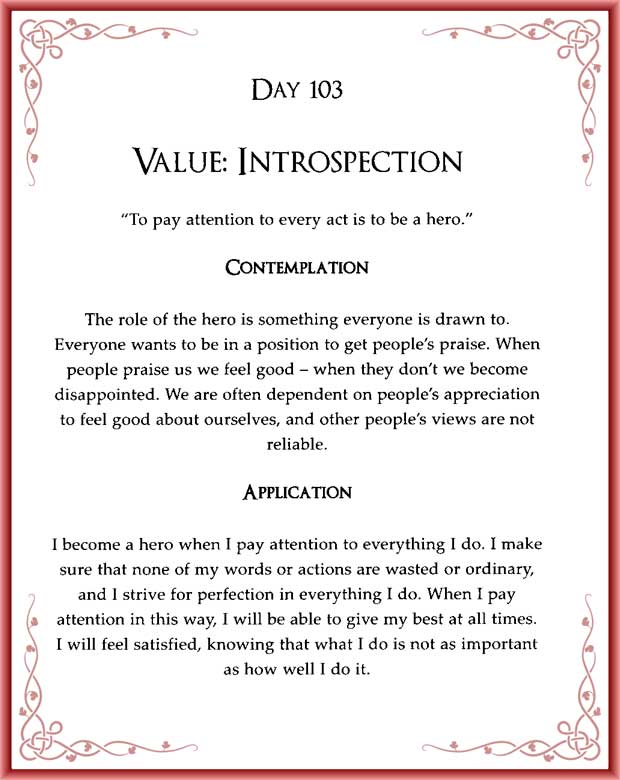 Day 103
Value: Introspection
“To pay attention to every act is to be a hero.”
Contemplation
The role of the hero is something everyone is drawn to.
Everyone wants to be in a position to get people’s praise. When
people praise us we feel good – when they don’t we become
disappointed. We are often dependent on people’s appreciation
to feel good about ourselves, and other people’s views are not
reliable.
Application
I become a hero when I pay attention to everything I do. I make
sure that none of my words or actions are wasted or ordinary,
and I strive for perfection in everything I do. When I pay
attention in this way, I will be able to give my best at all times.
I will feel satisfied, knowing that what I do is not as important
as how well I do it.